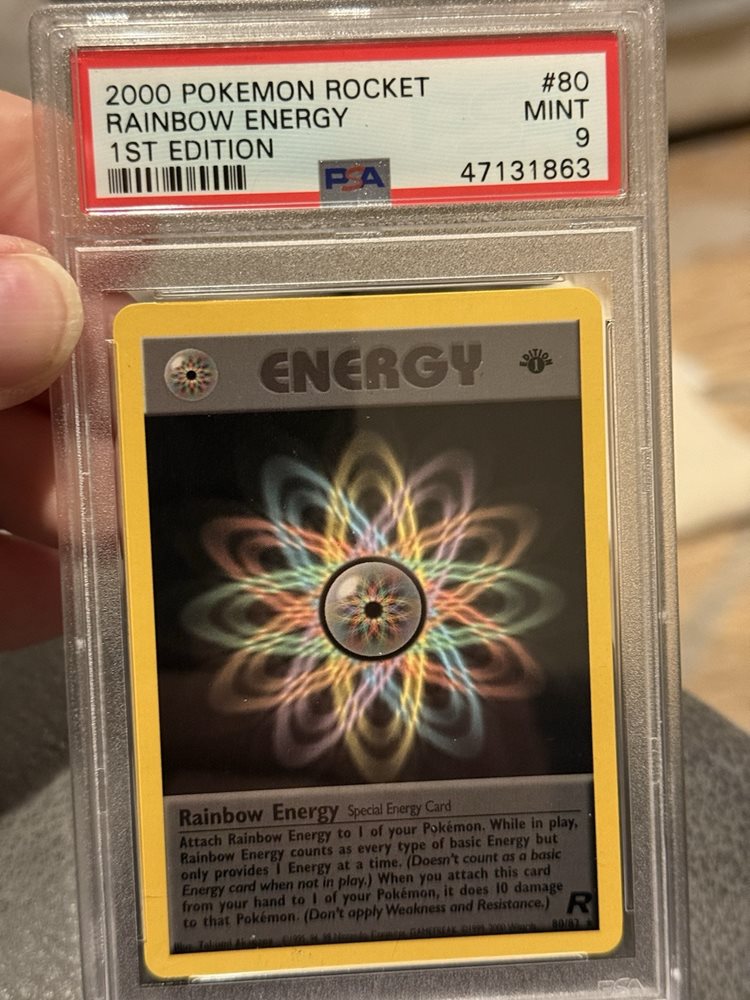 2000 POKEMON ROCKET #80
RAINBOW ENERGY MINT
1ST EDITION 9
PSA 47131863
ENERGY
EDITION 1
Rainbow Energy Special Energy Card
Attach Rainbow Energy to 1 of your Pokémon. While in play,
Rainbow Energy counts as every type of basic Energy but
only provides 1 Energy at a time. (Doesn't count as a basic
Energy card when not in play.) When you attach this card
from your hand to 1 of your Pokémon, it does 10 damage
to that Pokémon. (Don't apply Weakness and Resistance.) R
80/82
PSA